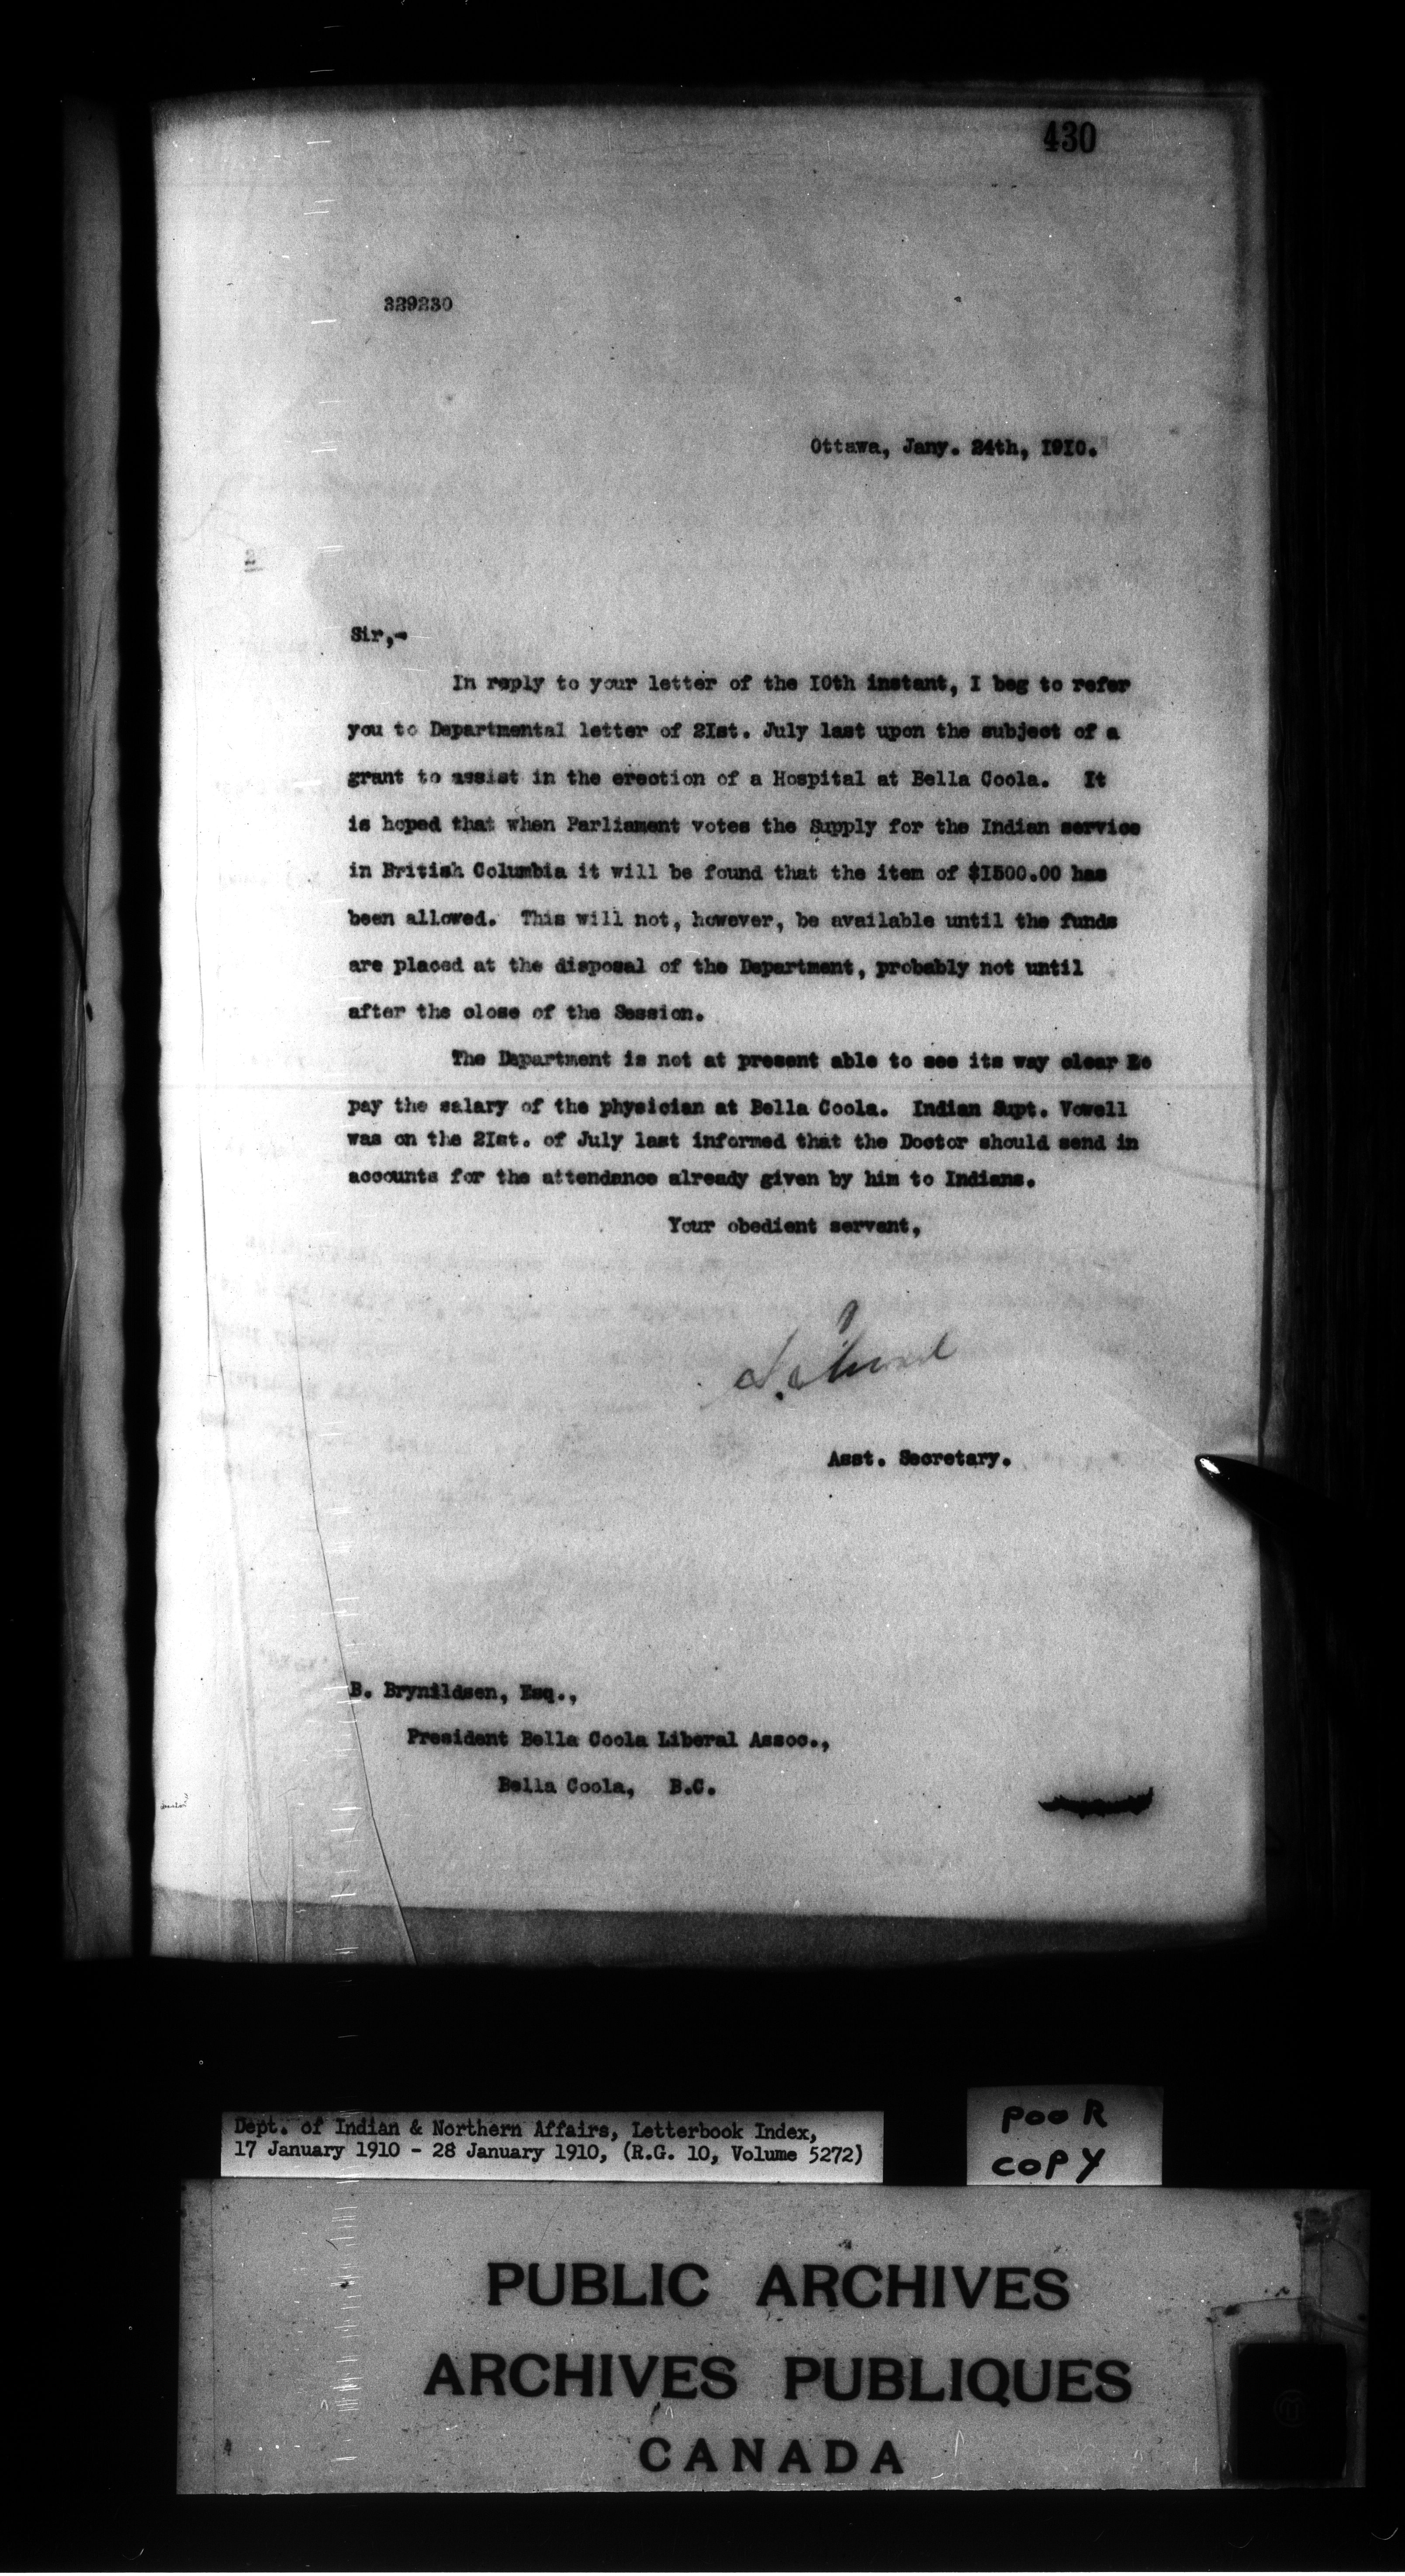 430
329230
Ottawa, Jany. 24th, I9I0.
2
Sir,-
In reply to your letter of the I0th instant, I beg to refer
you to Departmental letter of 2Ist. July last upon the subject of a
grant to assist in the erection of a Hospital at Bella Coola. It
is hoped that when Parliament votes the Supply for the Indian service
in British Columbia it will be found that the item of $I500.00 has
been allowed. This will not, however, be available until the funds
are placed at the disposal of the Department, probably not until
after the close of the Session.
The Department is not at present able to see its way clear
pay the salary of the physician at Bella Coola. Indian Supt. Vowell
was on the 2Ist. of July last informed that the Doctor should send in
accounts for the attendance already given by him to Indians.
Your obedient servant,
Asst. Secretary.
B. Brynildsen, Esq.,
President Bella Coola Liberal Assoc.,
Bella Coola, B.C.
Dept. of Indian & Northern Affairs, Letterbook Index,
17 January 1910 - 28 January 1910, (R.G. 10, Volume 5272)
POOR
COPY
PUBLIC ARCHIVES
ARCHIVES PUBLIQUES
CANADA